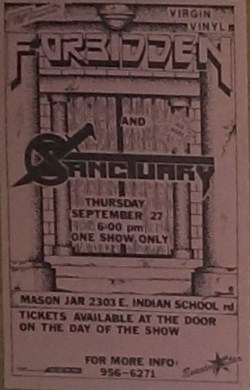 VIRGIN
VINYL
FORBIDDEN
AND
SANCTUARY
THURSDAY
SEPTEMBER 27
6:00 pm
ONE SHOW ONLY
MASON JAR 2303 E. INDIAN SCHOOL rd
TICKETS AVAILABLE AT THE DOOR
ON THE DAY OF THE SHOW
FOR MORE INFO:
956-6271